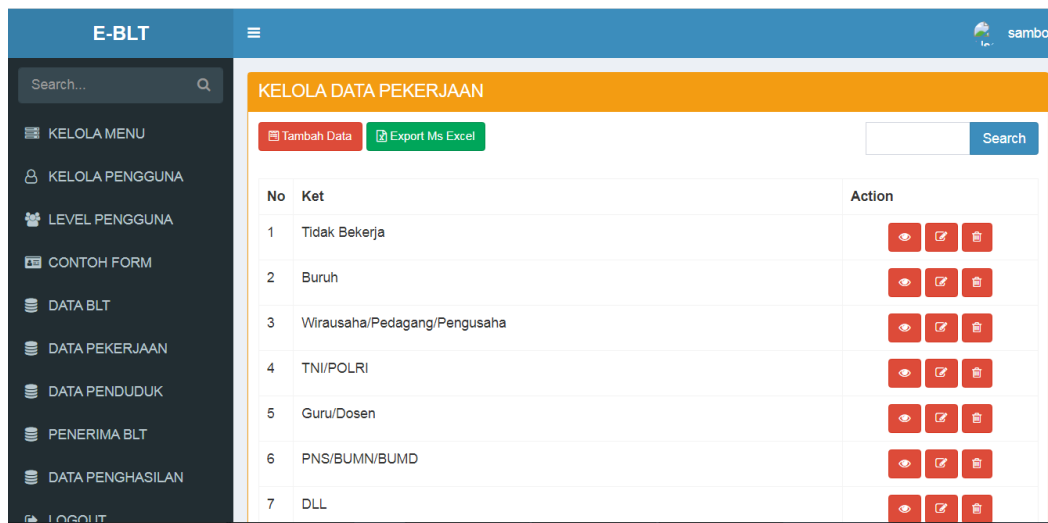 E-BLT
sambo
Search...
KELOLA MENU
KELOLA PENGGUNA
LEVEL PENGGUNA
CONTOH FORM
DATA BLT
DATA PEKERJAAN
DATA PENDUDUK
PENERIMA BLT
DATA PENGHASILAN
LOGOUT
KELOLA DATA PEKERJAAN
Tambah Data Export Ms Excel Search
No Ket Action
1 Tidak Bekerja
2 Buruh
3 Wirausaha/Pedagang/Pengusaha
4 TNI/POLRI
5 Guru/Dosen
6 PNS/BUMN/BUMD
7 DLL